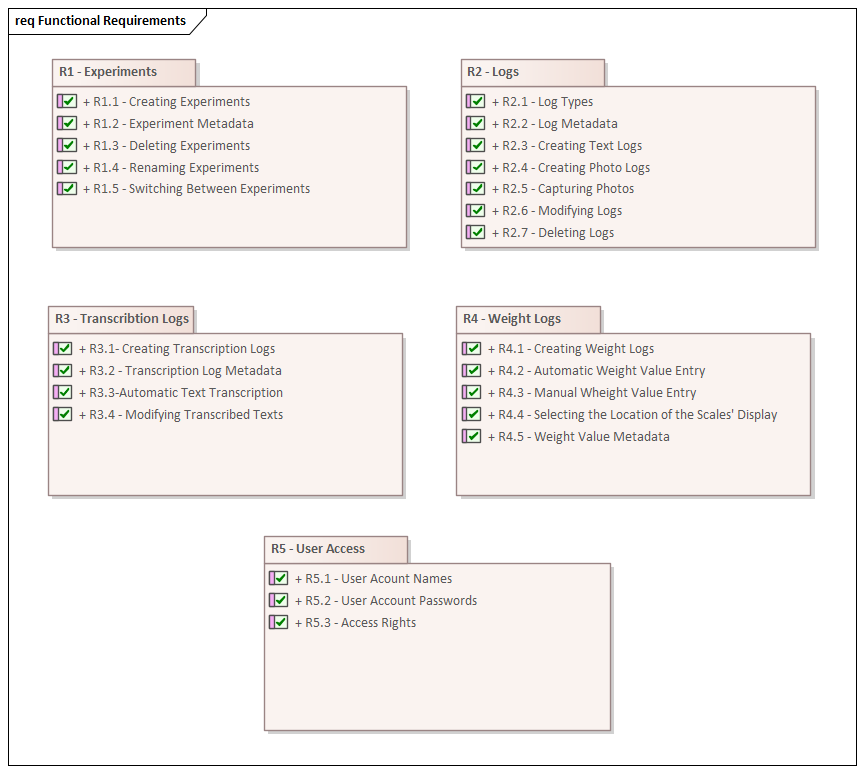 req Functional Requirements
R1 - Experiments
+ R1.1 - Creating Experiments
+ R1.2 - Experiment Metadata
+ R1.3 - Deleting Experiments
+ R1.4 - Renaming Experiments
+ R1.5 - Switching Between Experiments
R2 - Logs
+ R2.1 - Log Types
+ R2.2 - Log Metadata
+ R2.3 - Creating Text Logs
+ R2.4 - Creating Photo Logs
+ R2.5 - Capturing Photos
+ R2.6 - Modifying Logs
+ R2.7 - Deleting Logs
R3 - Transcribtion Logs
+ R3.1- Creating Transcription Logs
+ R3.2 - Transcription Log Metadata
+ R3.3-Automatic Text Transcription
+ R3.4 - Modifying Transcribed Texts
R4 - Weight Logs
+ R4.1 - Creating Weight Logs
+ R4.2 - Automatic Weight Value Entry
+ R4.3 - Manual Wheight Value Entry
+ R4.4 - Selecting the Location of the Scales' Display
+ R4.5 - Weight Value Metadata
R5 - User Access
+ R5.1 - User Acount Names
+ R5.2 - User Account Passwords
+ R5.3 - Access Rights